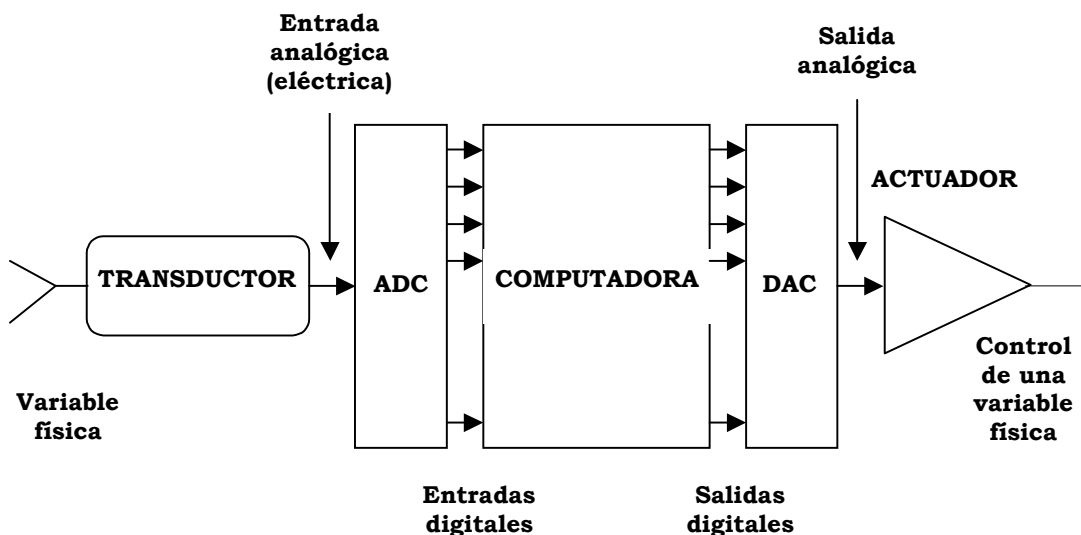 Entrada
analógica
(eléctrica)
Salida
analógica
ACTUADOR
TRANSDUCTOR
ADC
COMPUTADORA
DAC
Variable
física
Control
de una
variable
física
Entradas
digitales
Salidas
digitales